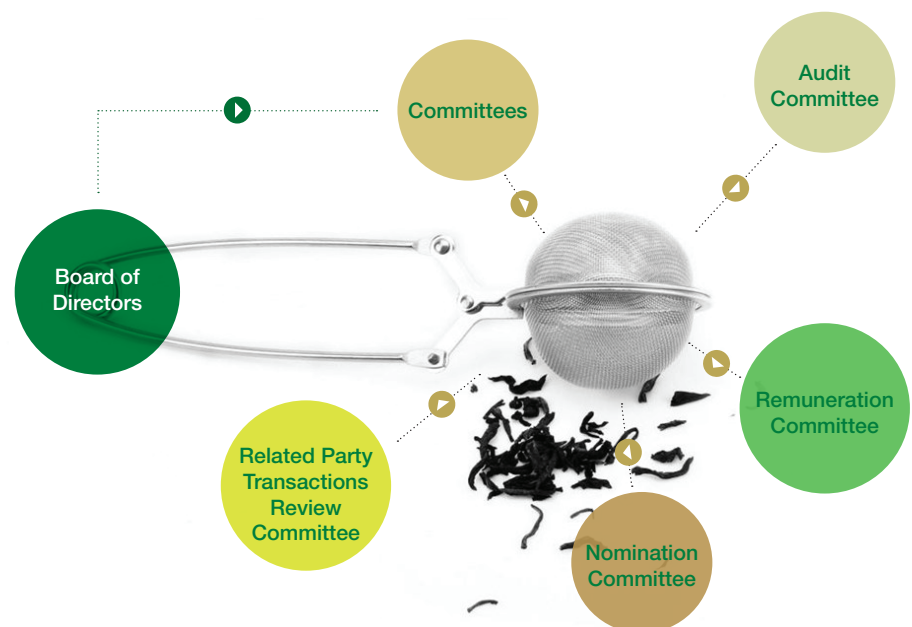 Committees
Audit
Committee
Board of
Directors
Remuneration
Committee
Related Party
Transactions
Review
Committee
Nomination
Committee